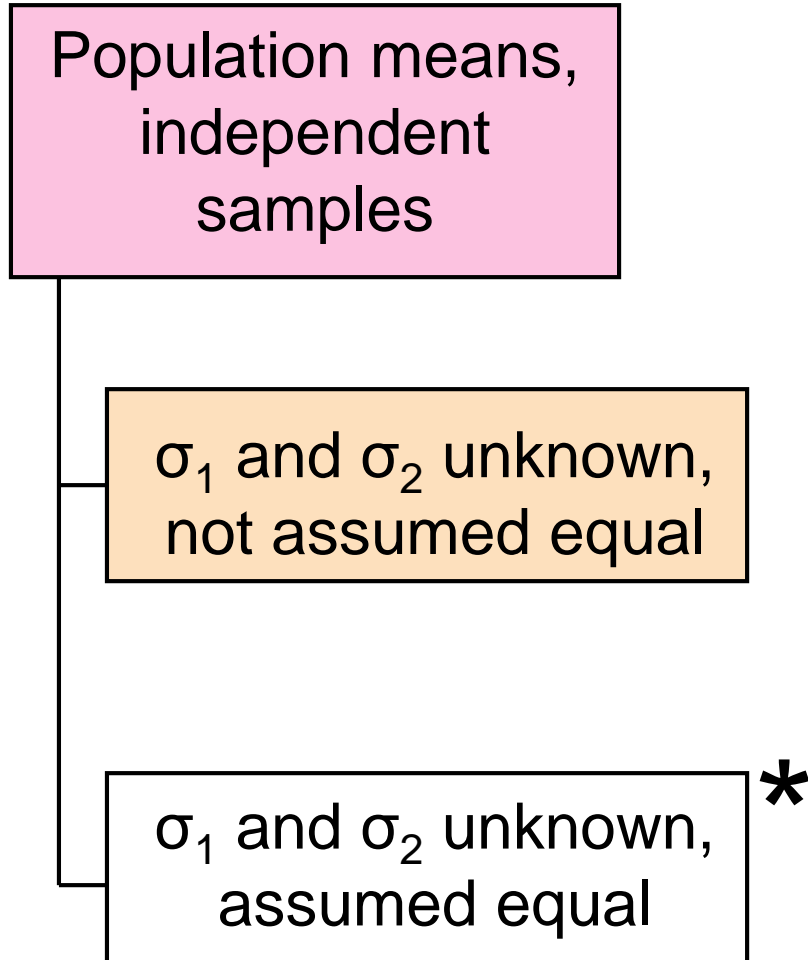 Population means,
independent
samples
σ₁ and σ₂ unknown,
not assumed equal
*
σ₁ and σ₂ unknown,
assumed equal